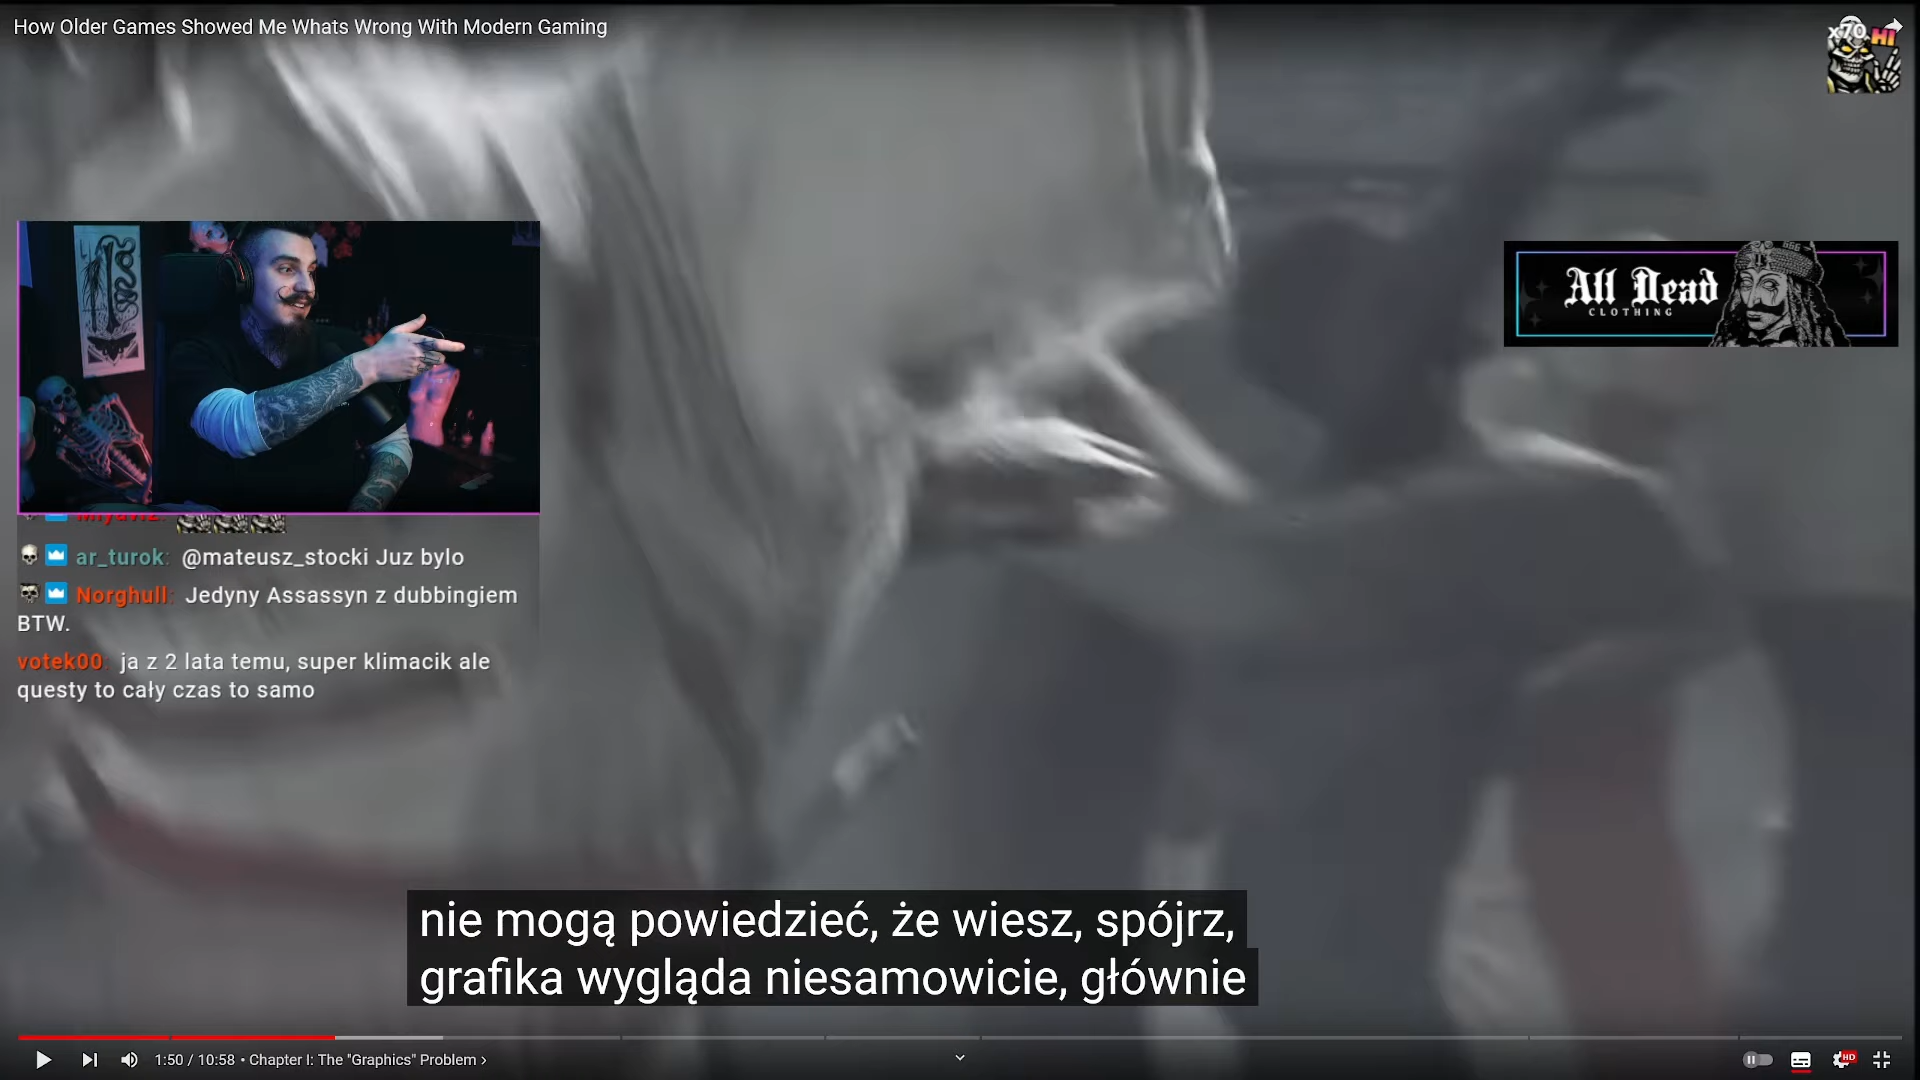 How Older Games Showed Me Whats Wrong With Modern Gaming
x70 HI
All Dead
CLOTHING
ar_turok: @mateusz_stocki Juz bylo
Norghull: Jedyny Assassyn z dubbingiem
BTW.
votek00: ja z 2 lata temu, super klimacik ale
questy to cały czas to samo
nie mogą powiedzieć, że wiesz, spójrz,
grafika wygląda niesamowicie, głównie
1:50 / 10:58 • Chapter I: The "Graphics" Problem ›
HD